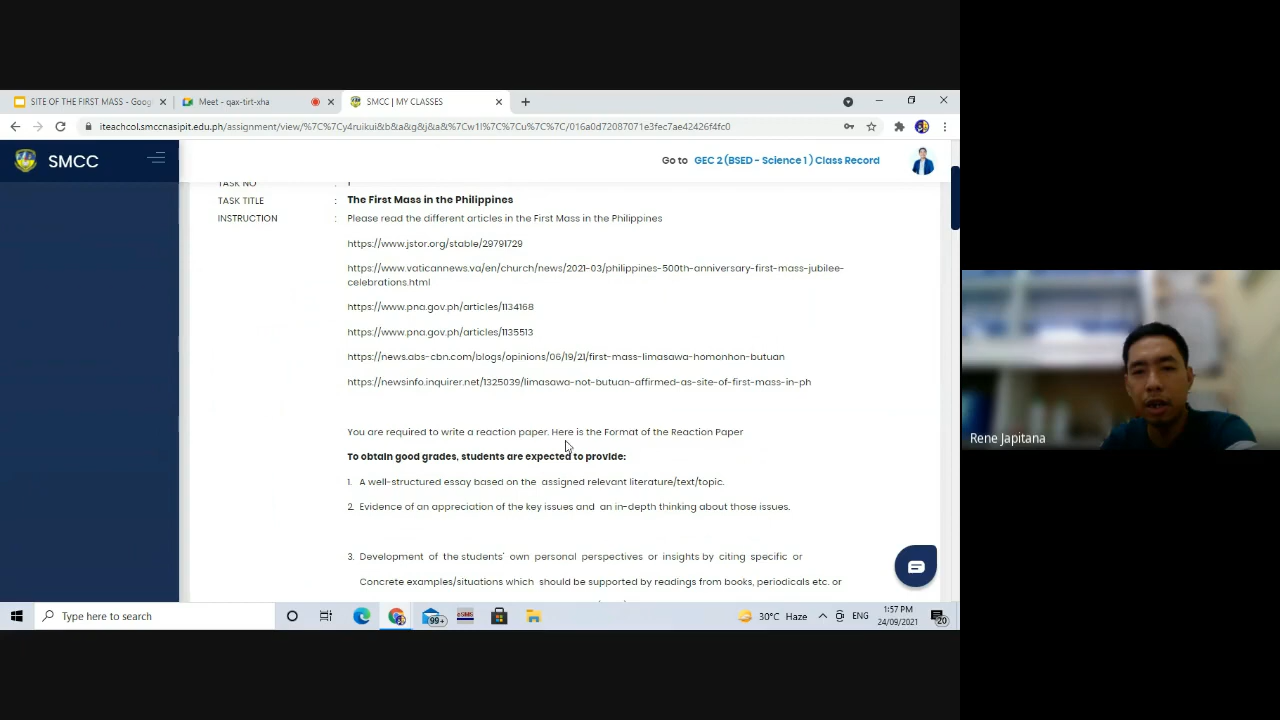 SITE OF THE FIRST MASS - Goog
Meet - qax-tirt-xha
SMCC | MY CLASSES
SMCC
Go to GEC 2 (BSED - Science 1 ) Class Record
TASK NO : 1
TASK TITLE : The First Mass in the Philippines
INSTRUCTION : Please read the different articles in the First Mass in the Philippines
https://www.jstor.org/stable/29791729
https://www.vaticannews.va/en/church/news/2021-03/philippines-500th-anniversary-first-mass-jubilee-
celebrations.html
https://www.pna.gov.ph/articles/1134168
https://www.pna.gov.ph/articles/1135513
https://news.abs-cbn.com/blogs/opinions/06/19/21/first-mass-limasawa-homonhon-butuan
https://newsinfo.inquirer.net/1325039/limasawa-not-butuan-affirmed-as-site-of-first-mass-in-ph
You are required to write a reaction paper. Here is the Format of the Reaction Paper
To obtain good grades, students are expected to provide:
1. A well-structured essay based on the assigned relevant literature/text/topic.
2. Evidence of an appreciation of the key issues and an in-depth thinking about those issues.
3. Development of the students' own personal perspectives or insights by citing specific or
Concrete examples/situations which should be supported by readings from books, periodicals etc. or
Rene Japitana
Type here to search
99+
30°C Haze
ENG
1:57 PM
24/09/2021
20